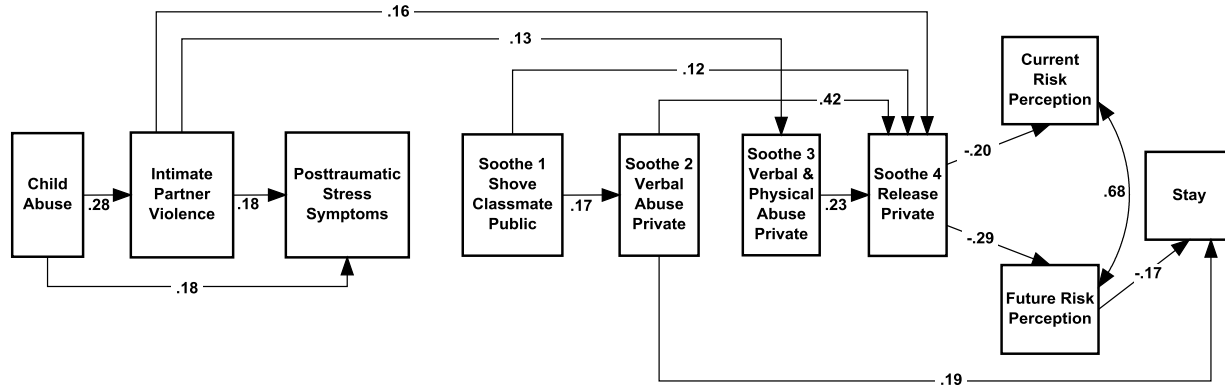 .16
.13
.12
.42
Child
Abuse
.28
Intimate
Partner
Violence
.18
Posttraumatic
Stress
Symptoms
.18
Soothe 1
Shove
Classmate
Public
.17
Soothe 2
Verbal
Abuse
Private
Soothe 3
Verbal &
Physical
Abuse
Private
.23
Soothe 4
Release
Private
-.20
-.29
Current
Risk
Perception
.68
Future Risk
Perception
-.17
Stay
.19